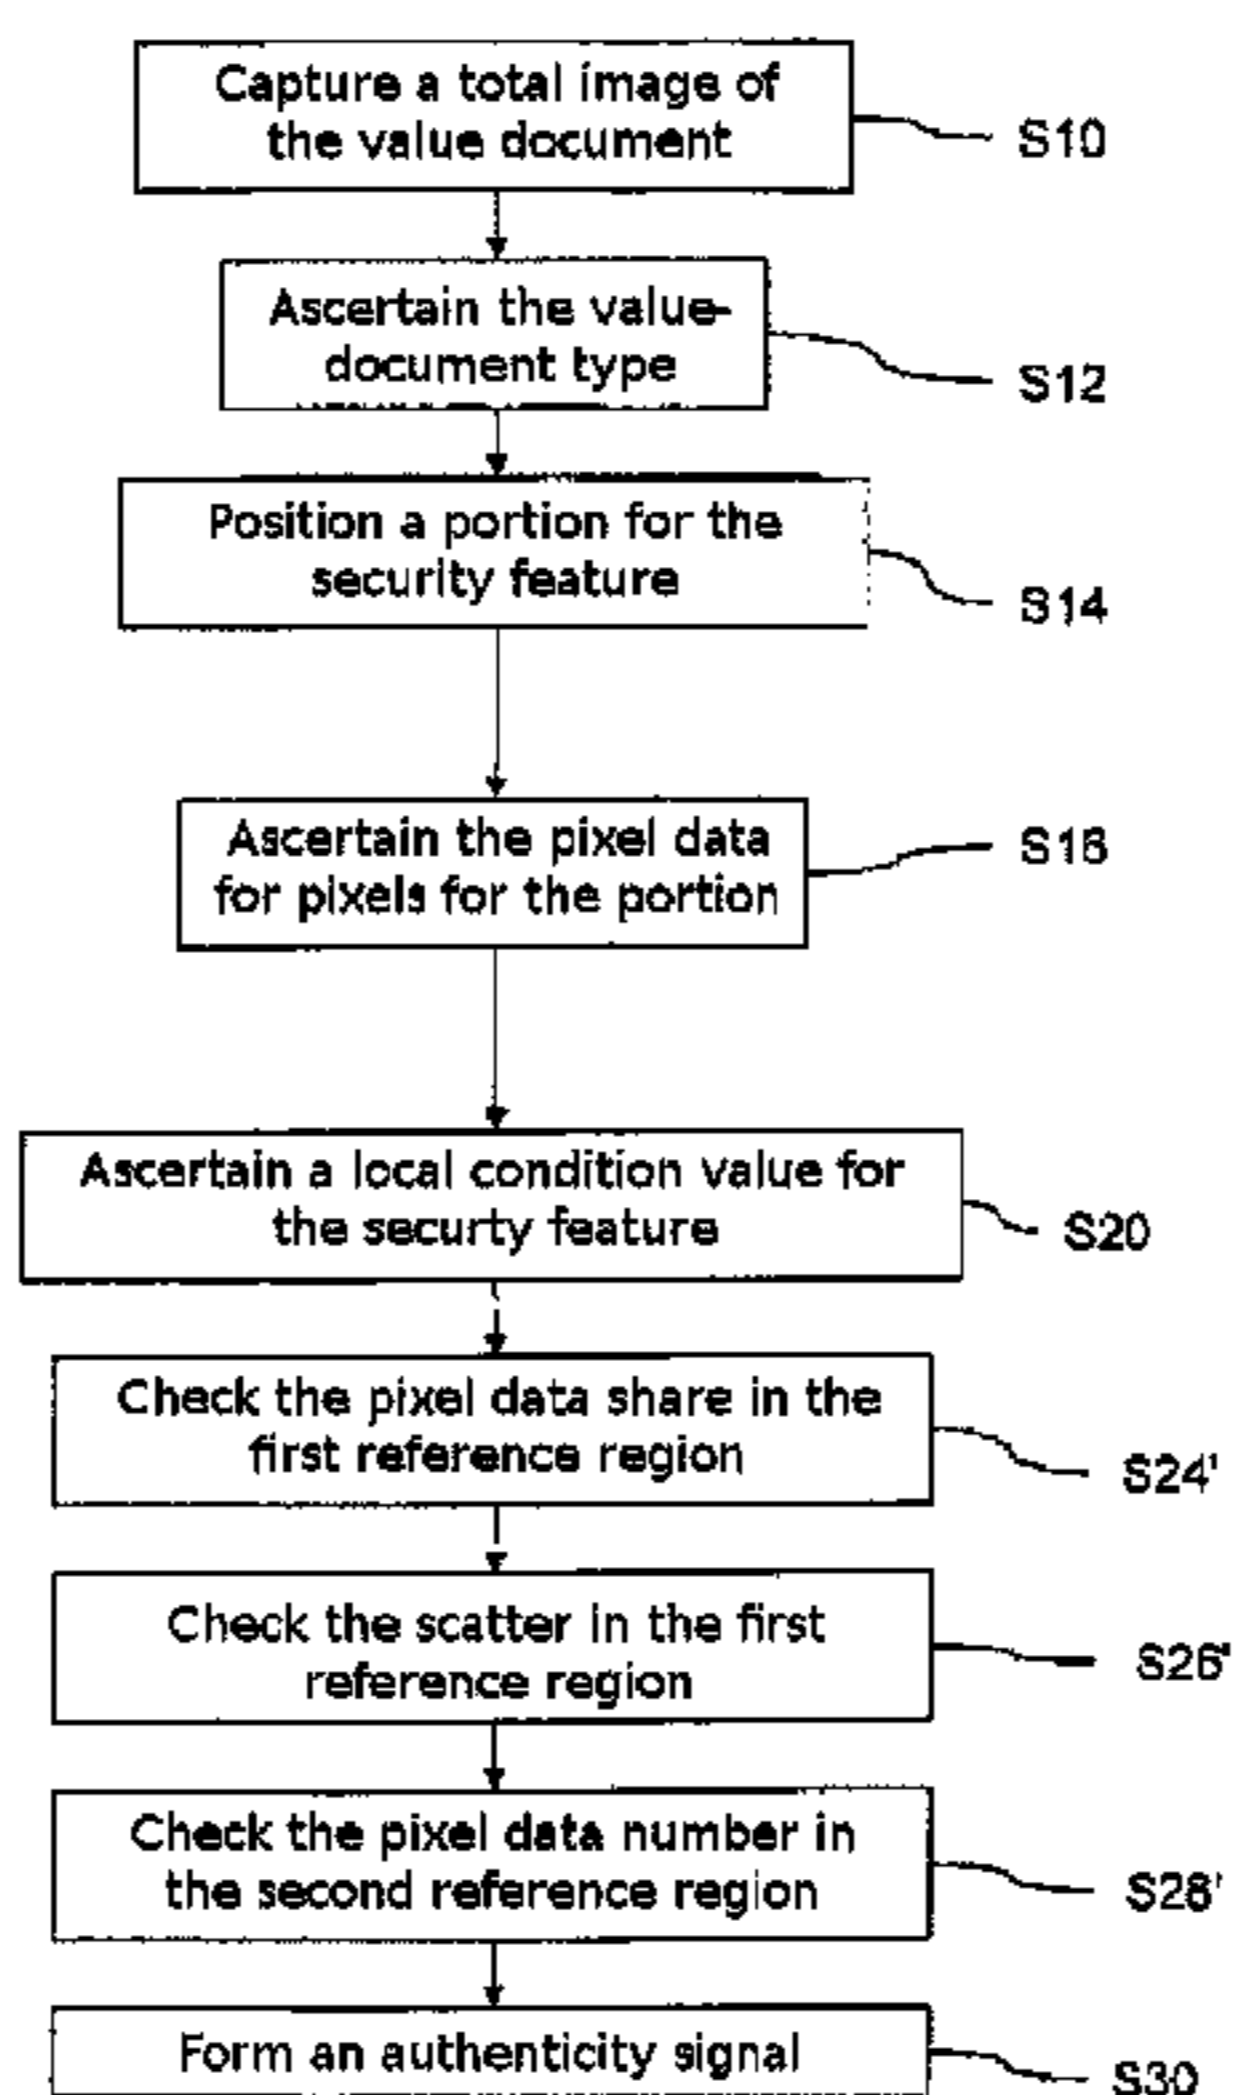 Capture a total image of
the value document
S10
Ascertain the value-
document type
S12
Position a portion for the
security feature
S14
Ascertain the pixel data
for pixels for the portion
S16
Ascertain a local condition value for
the securty feature
S20
Check the pixel data share in the
first reference region
S24'
Check the scatter in the first
reference region
S26'
Check the pixel data number in
the second reference region
S28'
Form an authenticity signal
S30